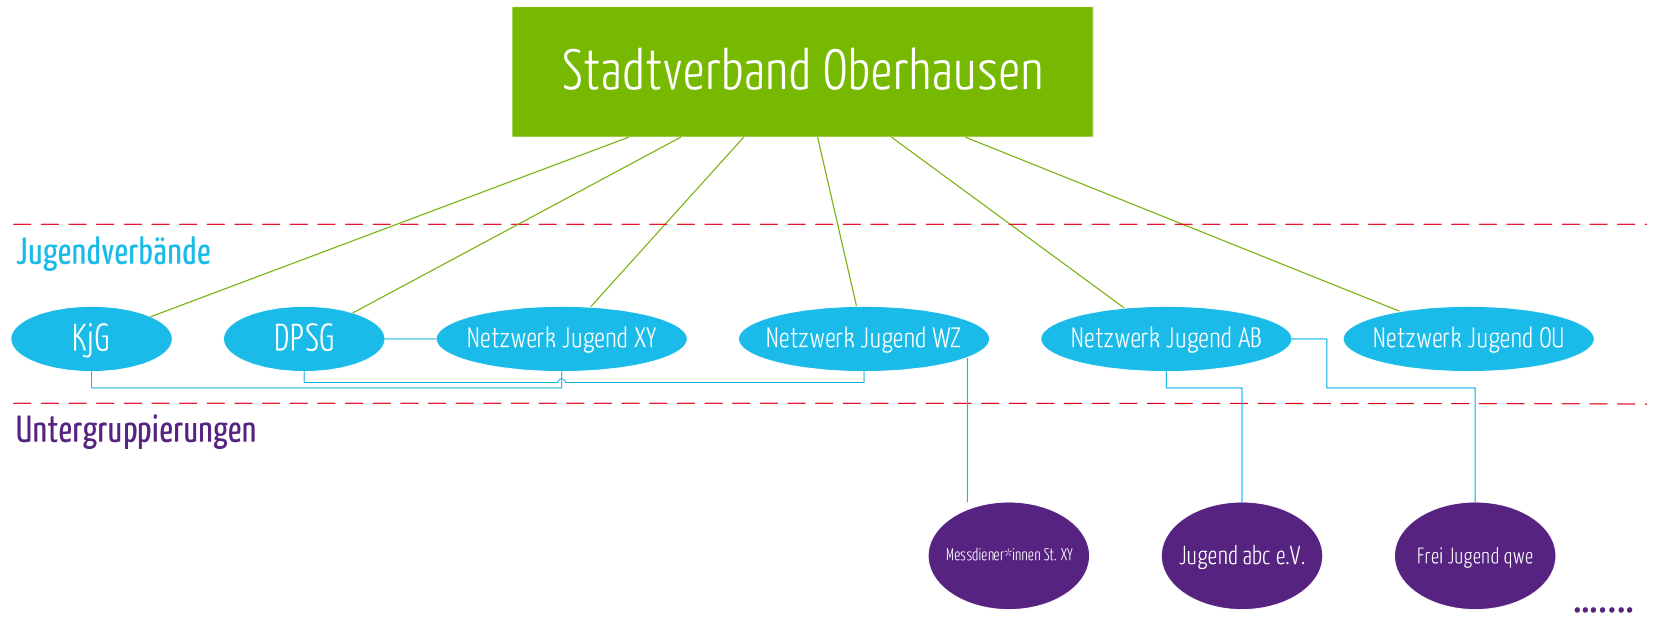 Stadtverband Oberhausen
Jugendverbände
KjG
DPSG
Netzwerk Jugend XY
Netzwerk Jugend WZ
Netzwerk Jugend AB
Netzwerk Jugend OU
Untergruppierungen
Messdiener*innen St. XY
Jugend abc e.V.
Frei Jugend qwe
.......